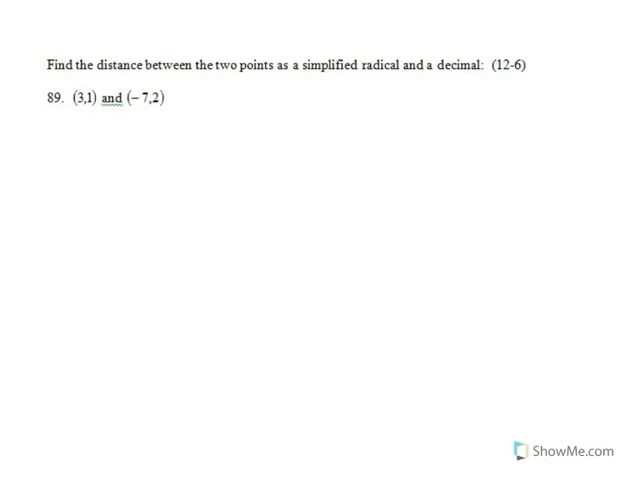 Find the distance between the two points as a simplified radical and a decimal: (12-6)
89. (3,1) and (−7,2)
ShowMe.com